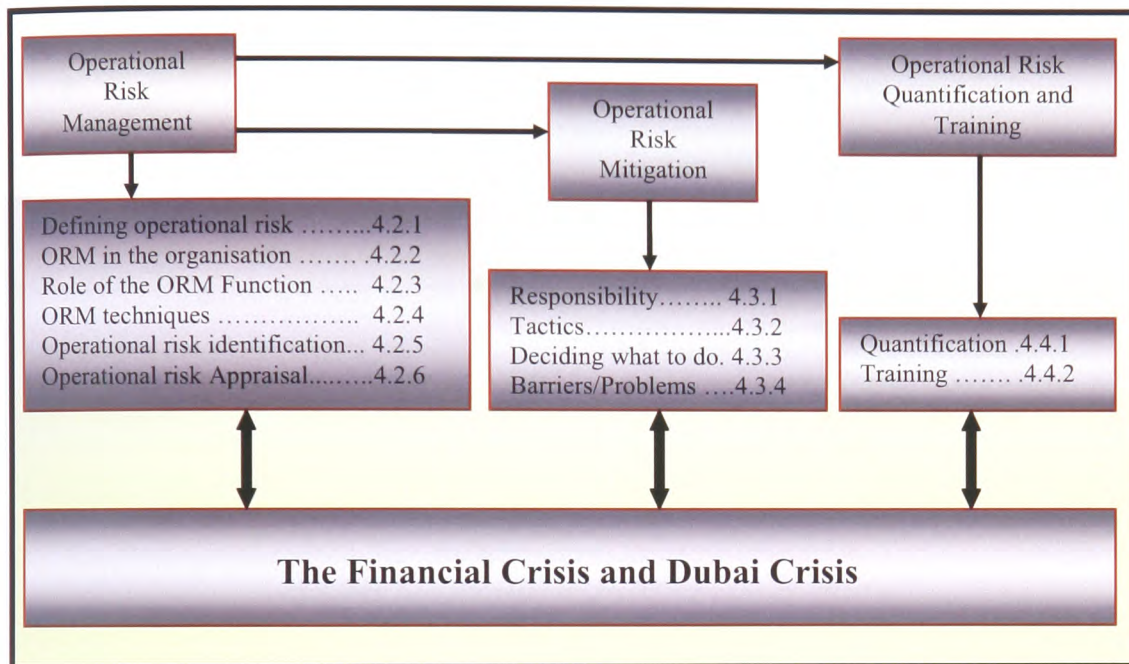 Operational
Risk
Management
Operational
Risk
Mitigation
Operational Risk
Quantification and
Training
Defining operational risk ……...4.2.1
ORM in the organisation ……. .4.2.2
Role of the ORM Function ….. 4.2.3
ORM techniques …………….. 4.2.4
Operational risk identification... 4.2.5
Operational risk Appraisal...…...4.2.6
Responsibility…….. 4.3.1
Tactics……………...4.3.2
Deciding what to do. 4.3.3
Barriers/Problems …..4.3.4
Quantification .4.4.1
Training ……. .4.4.2
The Financial Crisis and Dubai Crisis